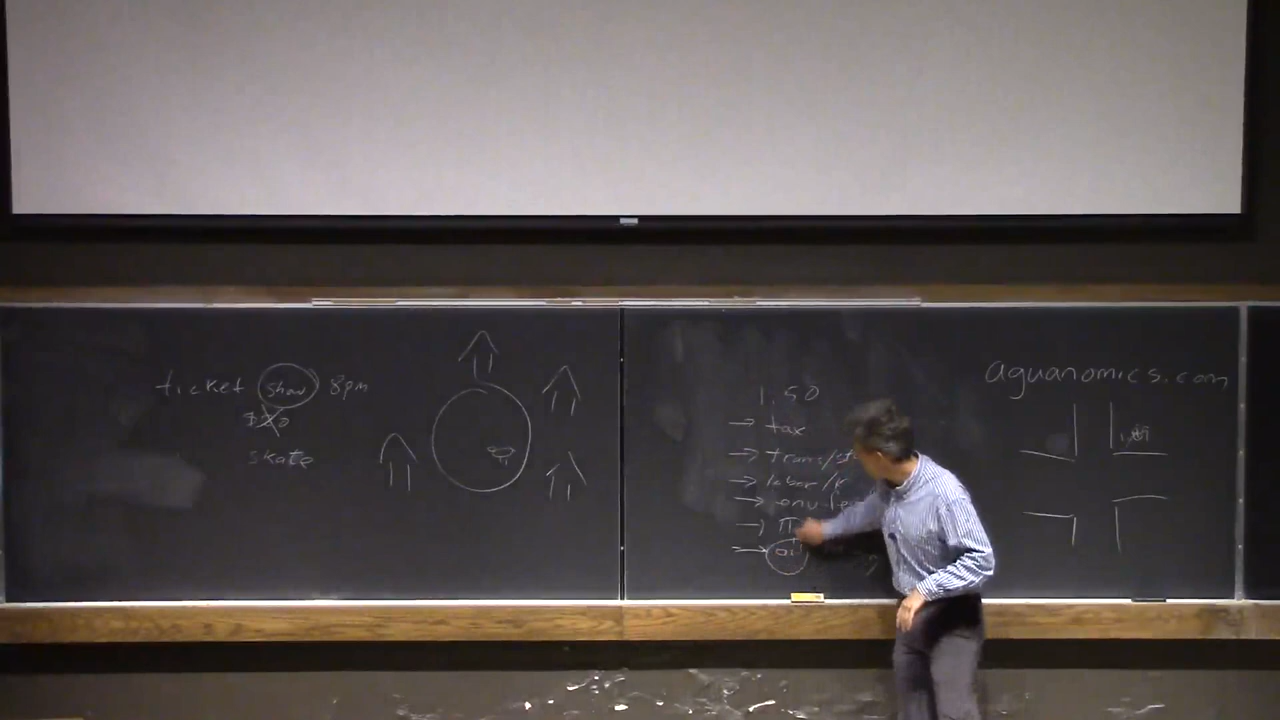 ticket show 8pm
skate
1.50
→ tax
→ labor/
→ π
→ oil
aguanomics.com